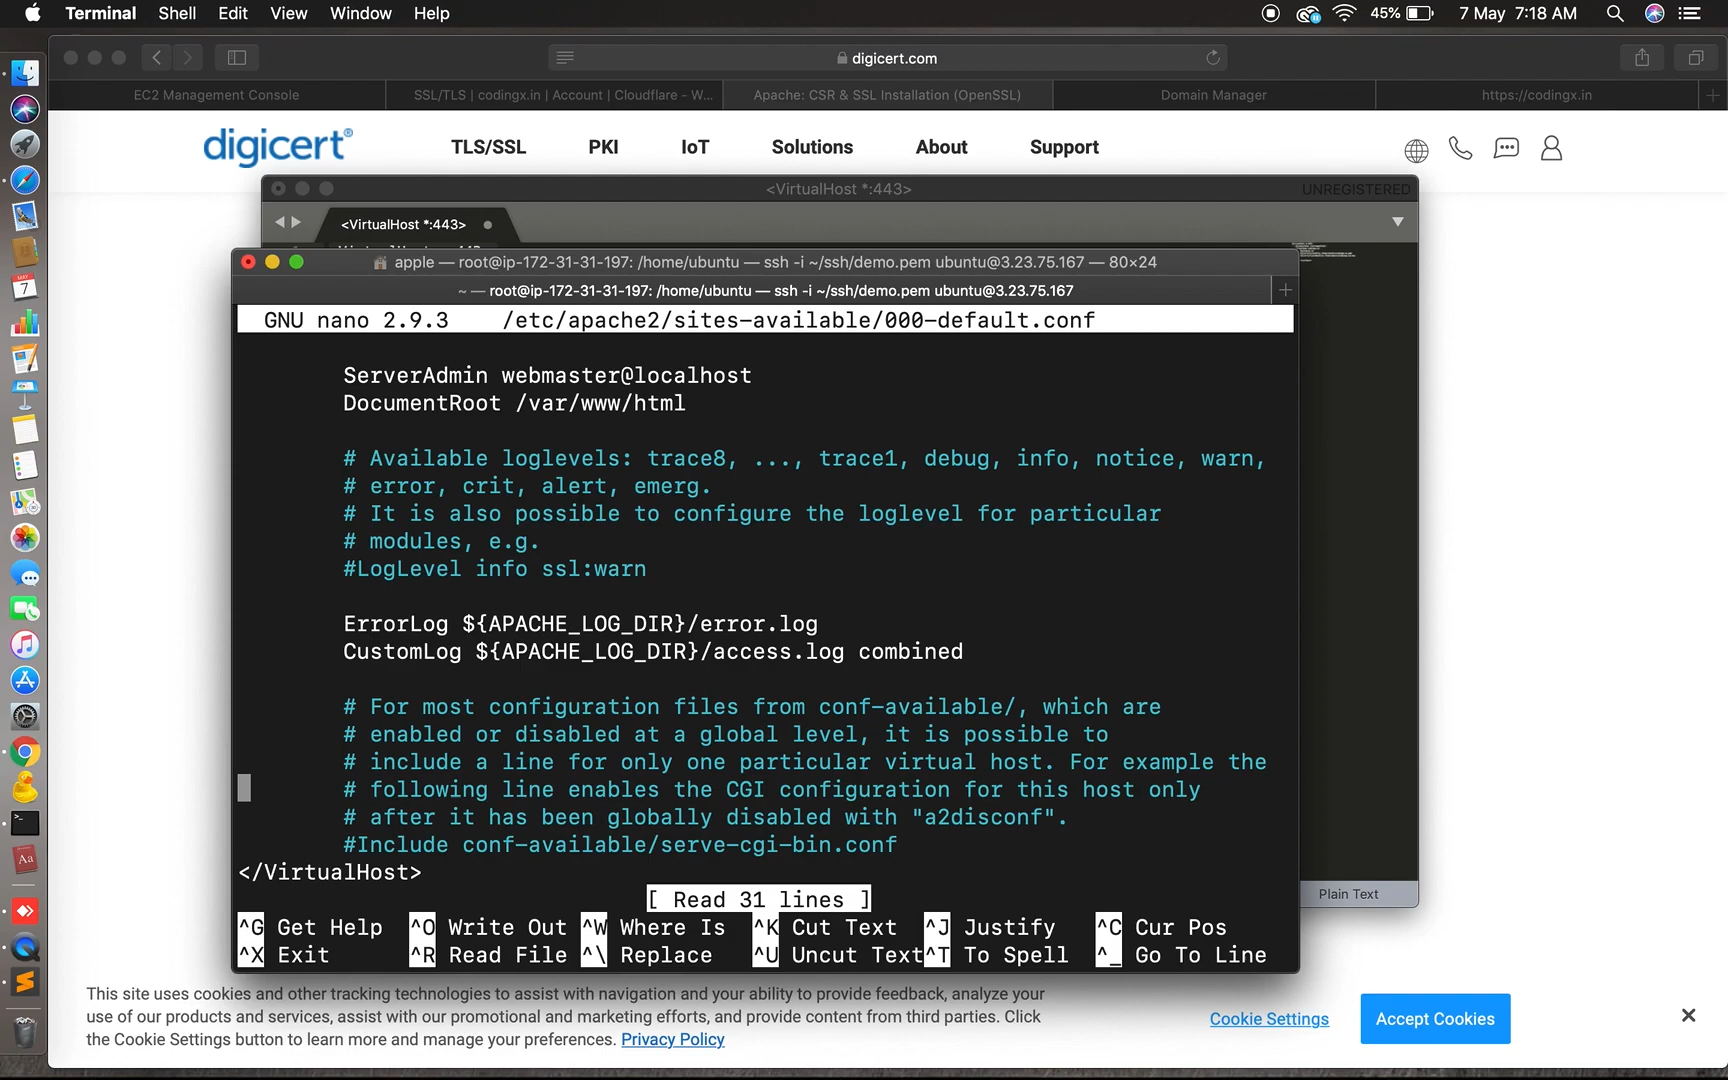 Terminal Shell Edit View Window Help 45% 7 May 7:18 AM
digicert.com
EC2 Management Console SSL/TLS | codingx.in | Account | Cloudflare - W... Apache: CSR & SSL Installation (OpenSSL) Domain Manager https://codingx.in
digicert® TLS/SSL PKI IoT Solutions About Support
<VirtualHost *:443> UNREGISTERED
<VirtualHost *:443>
apple — root@ip-172-31-31-197: /home/ubuntu — ssh -i ~/ssh/demo.pem ubuntu@3.23.75.167 — 80×24
~ — root@ip-172-31-31-197: /home/ubuntu — ssh -i ~/ssh/demo.pem ubuntu@3.23.75.167
GNU nano 2.9.3 /etc/apache2/sites-available/000-default.conf
ServerAdmin webmaster@localhost
DocumentRoot /var/www/html
# Available loglevels: trace8, ..., trace1, debug, info, notice, warn,
# error, crit, alert, emerg.
# It is also possible to configure the loglevel for particular
# modules, e.g.
#LogLevel info ssl:warn
ErrorLog ${APACHE_LOG_DIR}/error.log
CustomLog ${APACHE_LOG_DIR}/access.log combined
# For most configuration files from conf-available/, which are
# enabled or disabled at a global level, it is possible to
# include a line for only one particular virtual host. For example the
# following line enables the CGI configuration for this host only
# after it has been globally disabled with "a2disconf".
#Include conf-available/serve-cgi-bin.conf
</VirtualHost>
[ Read 31 lines ]
^G Get Help ^O Write Out ^W Where Is ^K Cut Text ^J Justify ^C Cur Pos
^X Exit ^R Read File ^\ Replace ^U Uncut Text ^T To Spell ^_ Go To Line
Plain Text
This site uses cookies and other tracking technologies to assist with navigation and your ability to provide feedback, analyze your
use of our products and services, assist with our promotional and marketing efforts, and provide content from third parties. Click
the Cookie Settings button to learn more and manage your preferences. Privacy Policy
Cookie Settings Accept Cookies